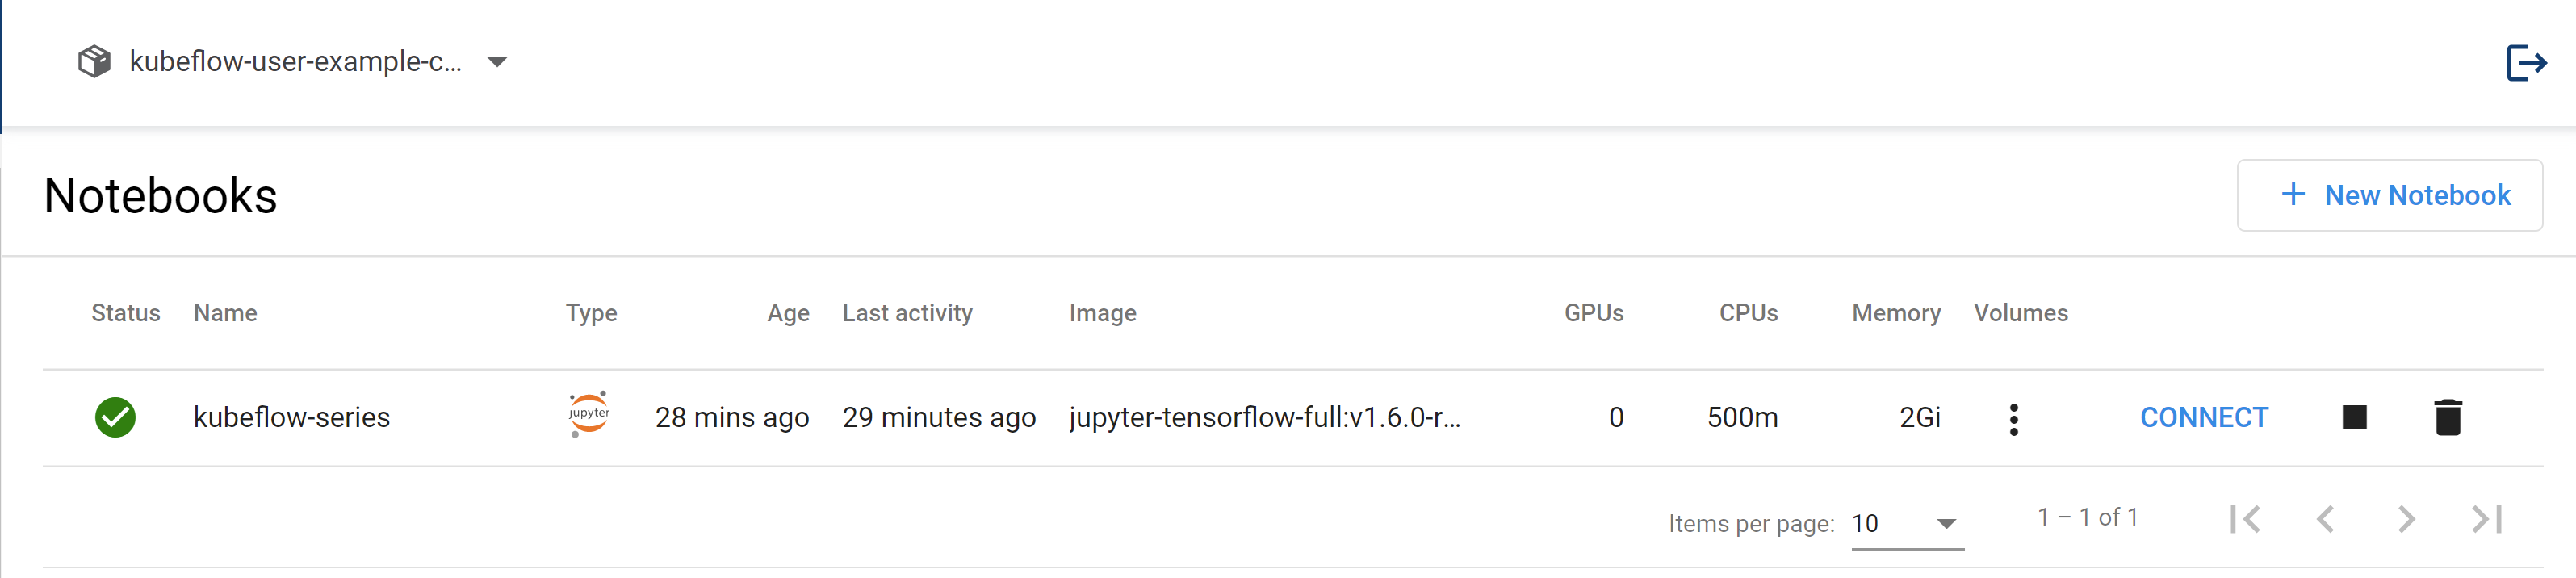 kubeflow-user-example-c...
Notebooks
+ New Notebook
Status Name Type Age Last activity Image GPUs CPUs Memory Volumes
kubeflow-series jupyter 28 mins ago 29 minutes ago jupyter-tensorflow-full:v1.6.0-r... 0 500m 2Gi CONNECT
Items per page: 10 1 – 1 of 1